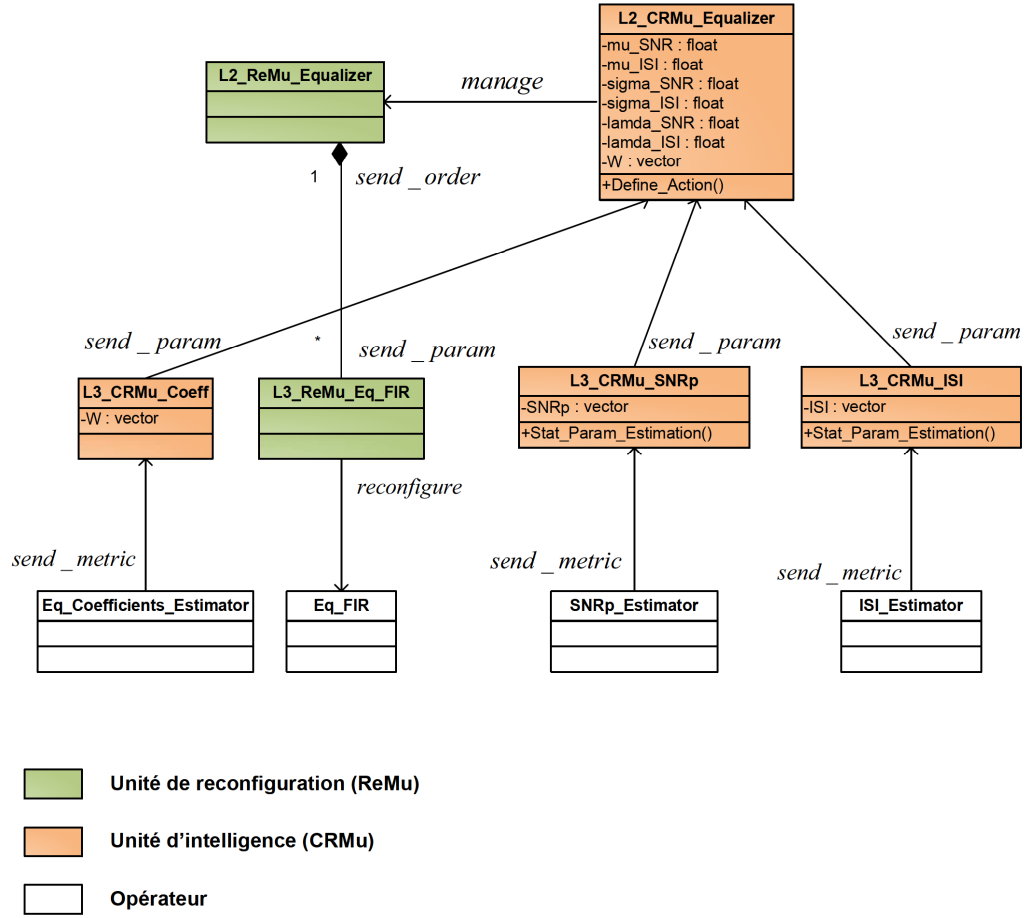 L2_CRMu_Equalizer
-mu_SNR : float
-mu_ISI : float
-sigma_SNR : float
-sigma_ISI : float
-lamda_SNR : float
-lamda_ISI : float
-W : vector
+Define_Action()
L2_ReMu_Equalizer
manage
1
send _ order
send _ param
*
send _ param
send _ param
send _ param
L3_CRMu_Coeff
-W : vector
L3_ReMu_Eq_FIR
L3_CRMu_SNRp
-SNRp : vector
+Stat_Param_Estimation()
L3_CRMu_ISI
-ISI : vector
+Stat_Param_Estimation()
reconfigure
send _ metric
send _ metric
send _ metric
Eq_Coefficients_Estimator
Eq_FIR
SNRp_Estimator
ISI_Estimator
Unité de reconfiguration (ReMu)
Unité d’intelligence (CRMu)
Opérateur